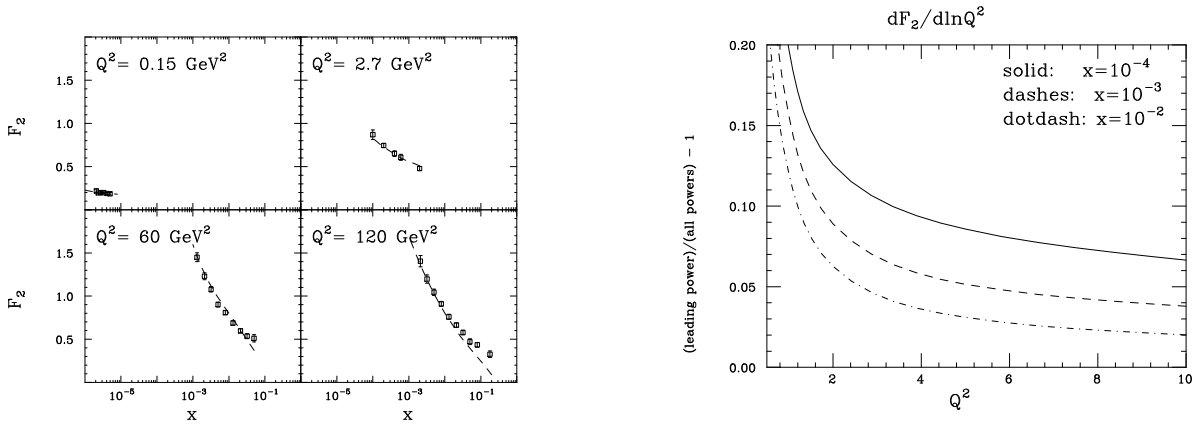 Q²= 0.15 GeV²
Q²= 2.7 GeV²
F₂
1.5
1.0
0.5
Q²= 60 GeV²
Q²= 120 GeV²
F₂
1.5
1.0
0.5
10⁻⁵ 10⁻³ 10⁻¹
10⁻⁵ 10⁻³ 10⁻¹
x
x
dF₂/dlnQ²
(leading power)/(all powers) − 1
0.20
0.15
0.10
0.05
0.00
solid: x=10⁻⁴
dashes: x=10⁻³
dotdash: x=10⁻²
2 4 6 8 10
Q²